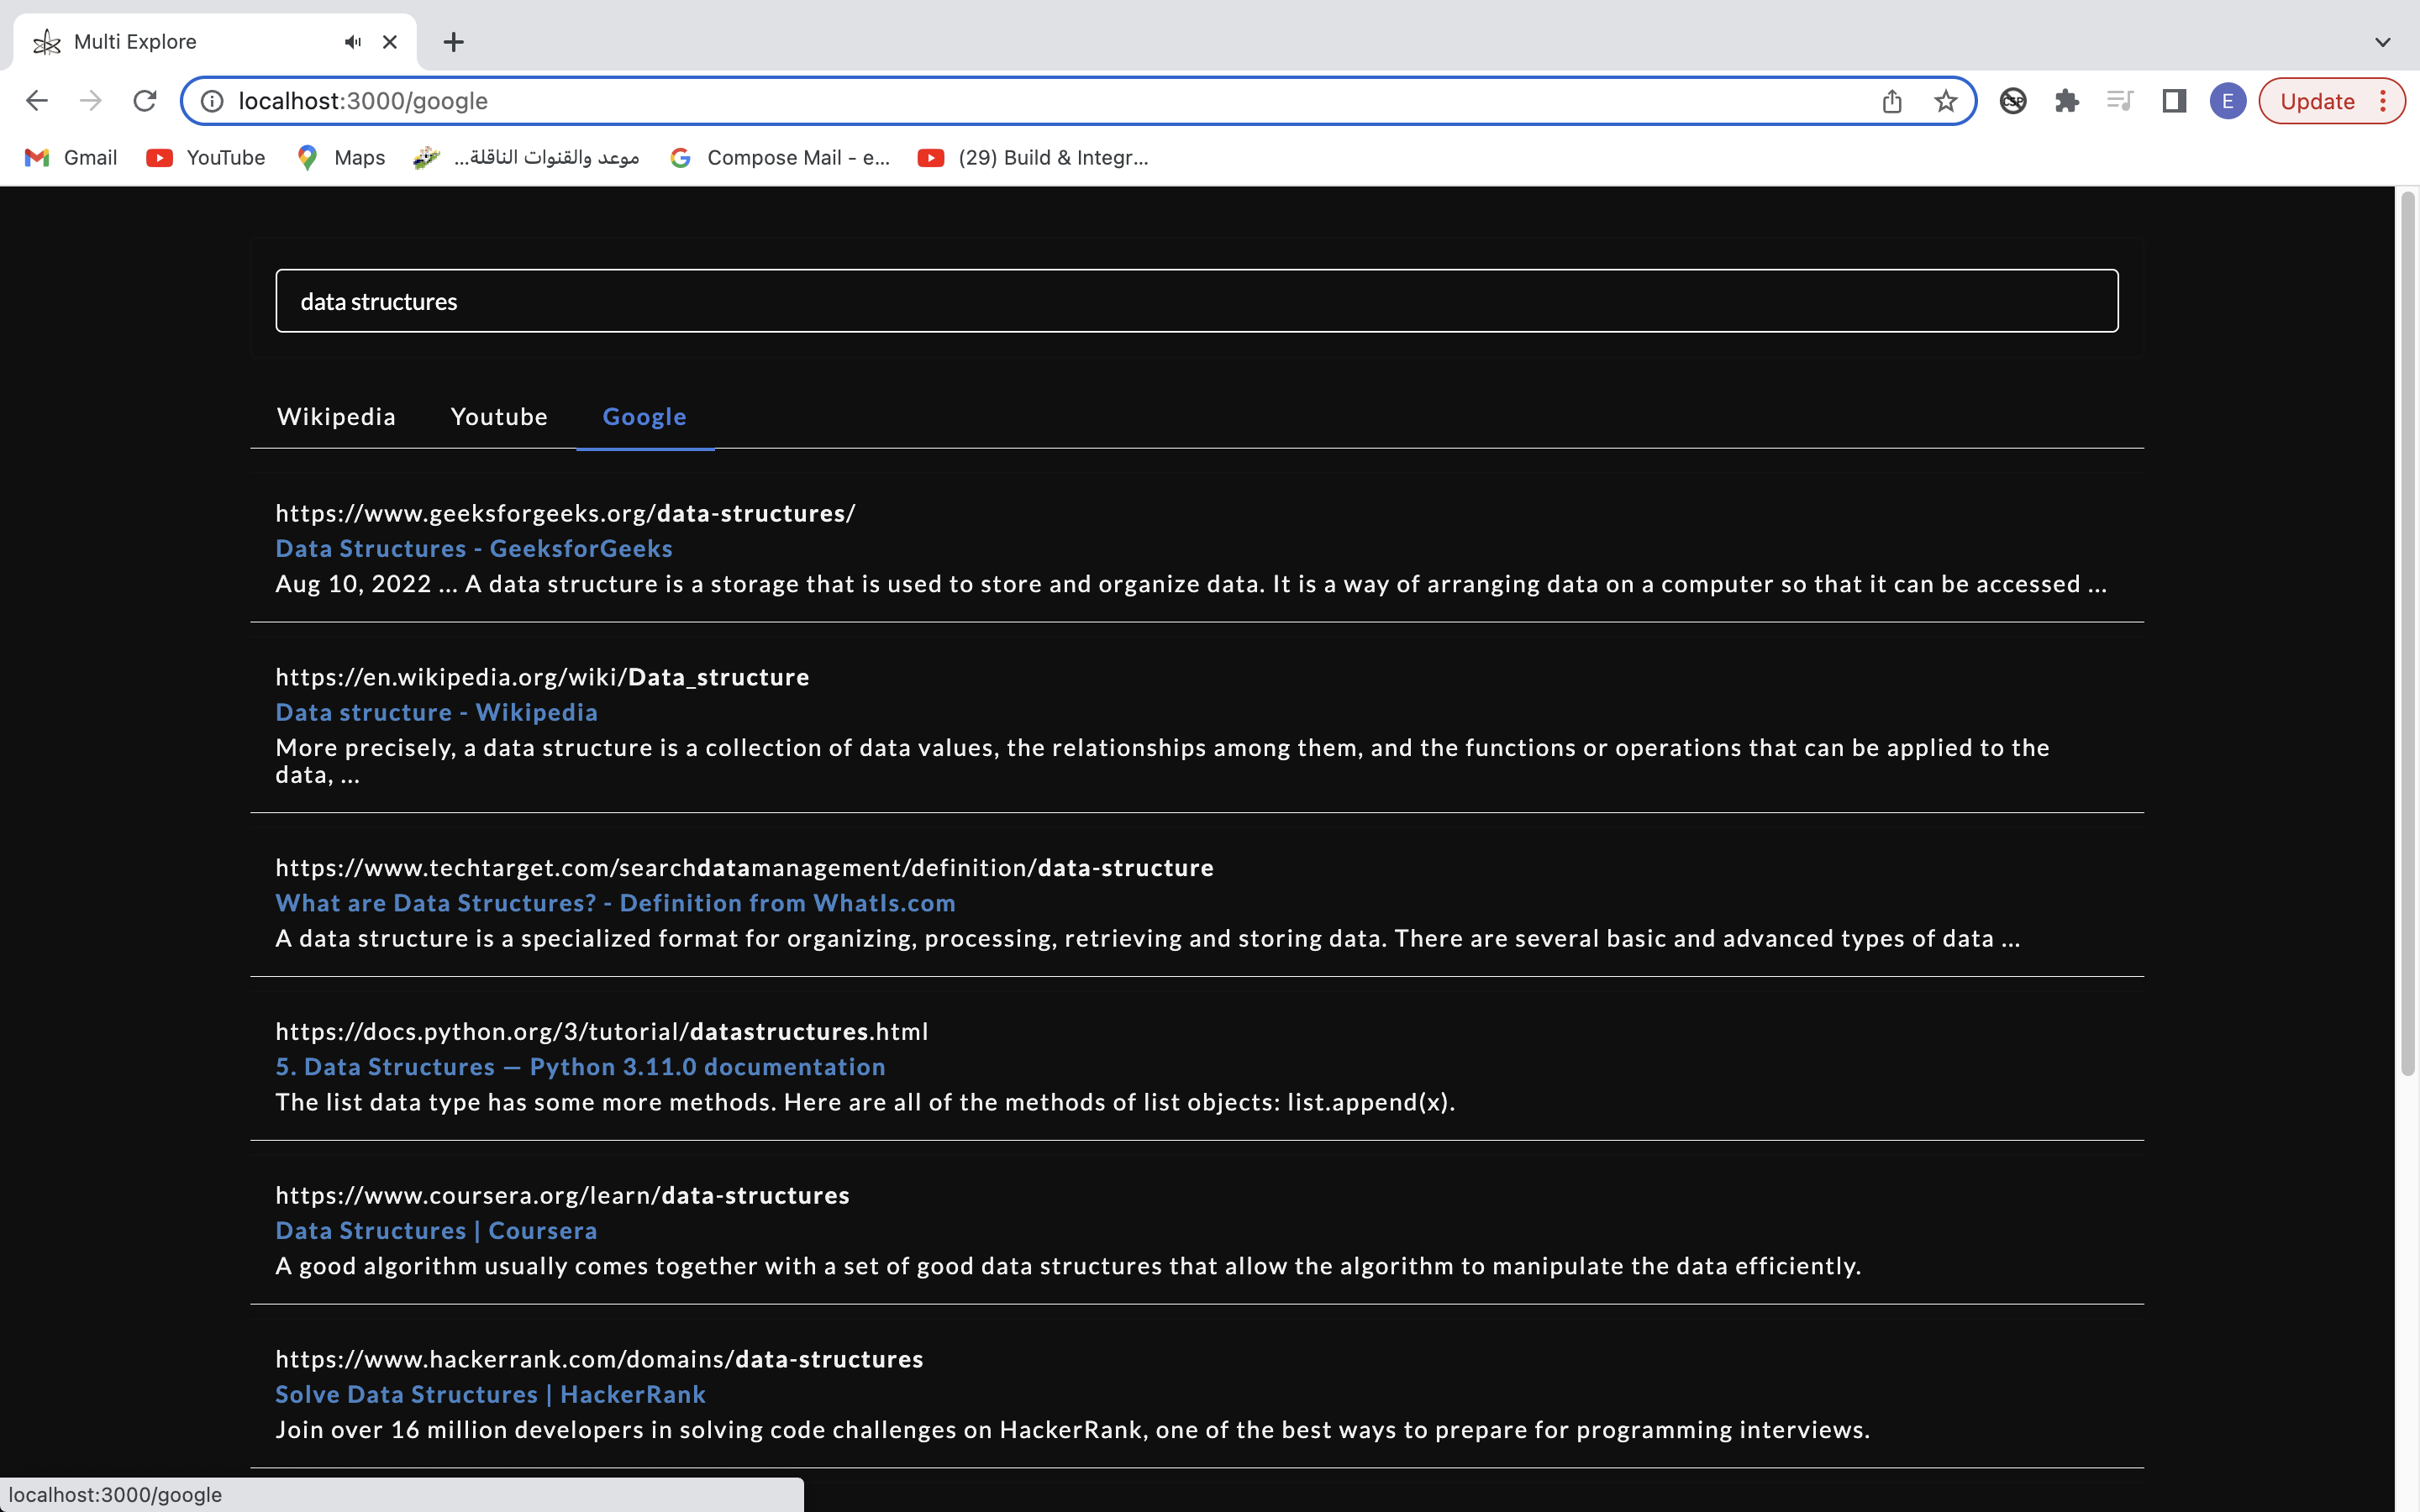 Multi Explore
localhost:3000/google
CSP
E
Update
Gmail
YouTube
Maps
موعد والقنوات الناقلة...
Compose Mail - e...
(29) Build & Integr...
data structures
Wikipedia
Youtube
Google
https://www.geeksforgeeks.org/data-structures/
Data Structures - GeeksforGeeks
Aug 10, 2022 ... A data structure is a storage that is used to store and organize data. It is a way of arranging data on a computer so that it can be accessed ...
https://en.wikipedia.org/wiki/Data_structure
Data structure - Wikipedia
More precisely, a data structure is a collection of data values, the relationships among them, and the functions or operations that can be applied to the
data, ...
https://www.techtarget.com/searchdatamanagement/definition/data-structure
What are Data Structures? - Definition from WhatIs.com
A data structure is a specialized format for organizing, processing, retrieving and storing data. There are several basic and advanced types of data ...
https://docs.python.org/3/tutorial/datastructures.html
5. Data Structures — Python 3.11.0 documentation
The list data type has some more methods. Here are all of the methods of list objects: list.append(x).
https://www.coursera.org/learn/data-structures
Data Structures | Coursera
A good algorithm usually comes together with a set of good data structures that allow the algorithm to manipulate the data efficiently.
https://www.hackerrank.com/domains/data-structures
Solve Data Structures | HackerRank
Join over 16 million developers in solving code challenges on HackerRank, one of the best ways to prepare for programming interviews.
localhost:3000/google